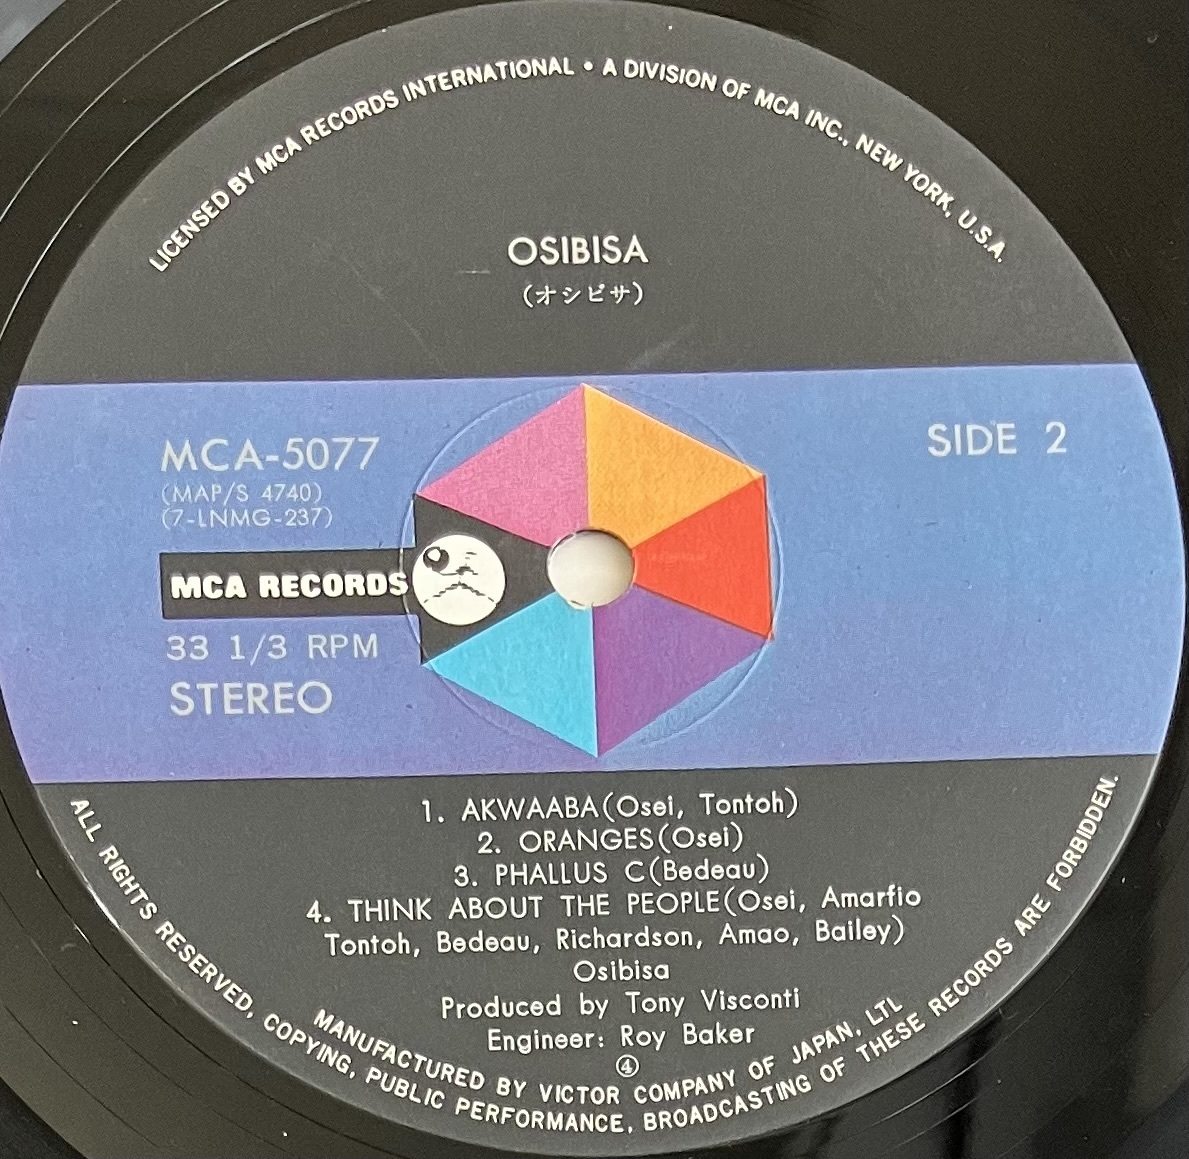 LICENSED BY MCA RECORDS INTERNATIONAL • A DIVISION OF MCA INC., NEW YORK, U.S.A.
OSIBISA
(オシビサ)
MCA-5077
(MAP/S 4740)
(7-LNMG-237)
SIDE 2
MCA RECORDS
33 1/3 RPM
STEREO
1. AKWAABA(Osei, Tontoh)
2. ORANGES(Osei)
3. PHALLUS C(Bedeau)
4. THINK ABOUT THE PEOPLE(Osei, Amarfio
Tontoh, Bedeau, Richardson, Amao, Bailey)
Osibisa
Produced by Tony Visconti
Engineer: Roy Baker
④
MANUFACTURED BY VICTOR COMPANY OF JAPAN, LTL
ALL RIGHTS RESERVED, COPYING, PUBLIC PERFORMANCE, BROADCASTING OF THESE RECORDS ARE FORBIDDEN.